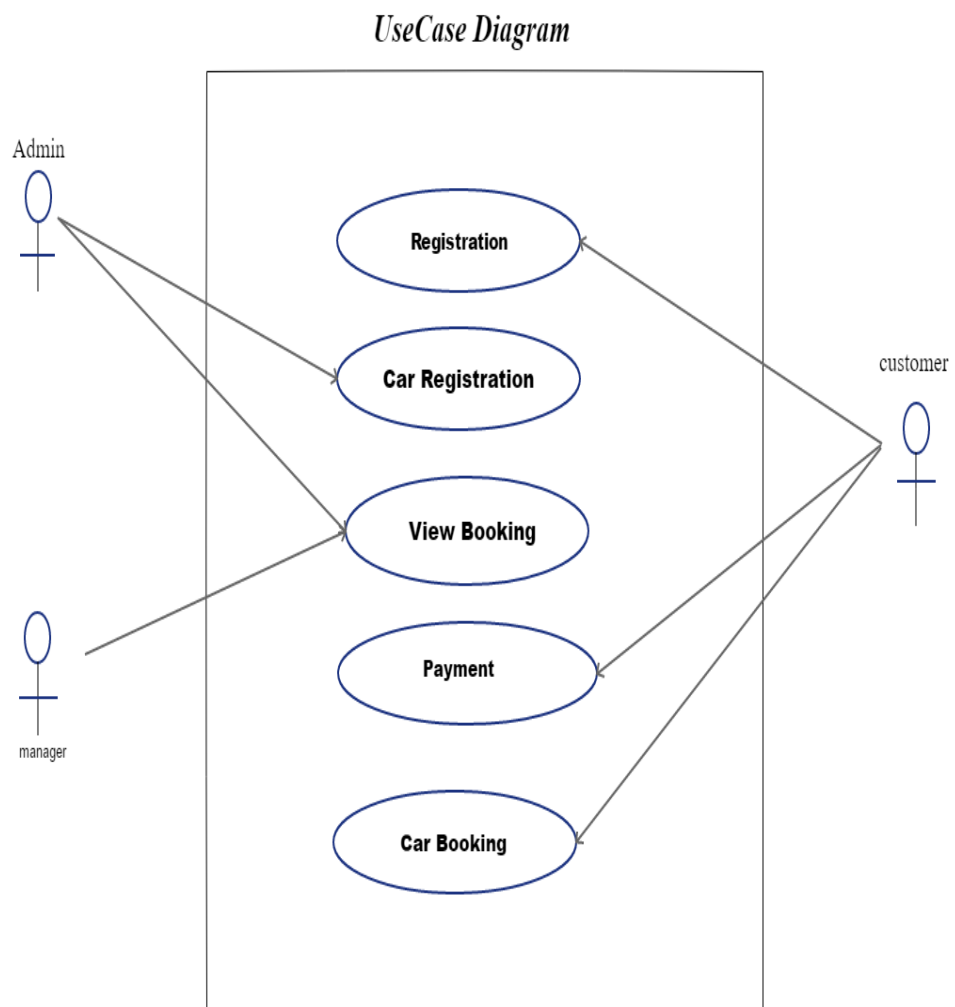 UseCase Diagram
Admin
Registration
customer
Car Registration
View Booking
Payment
manager
Car Booking